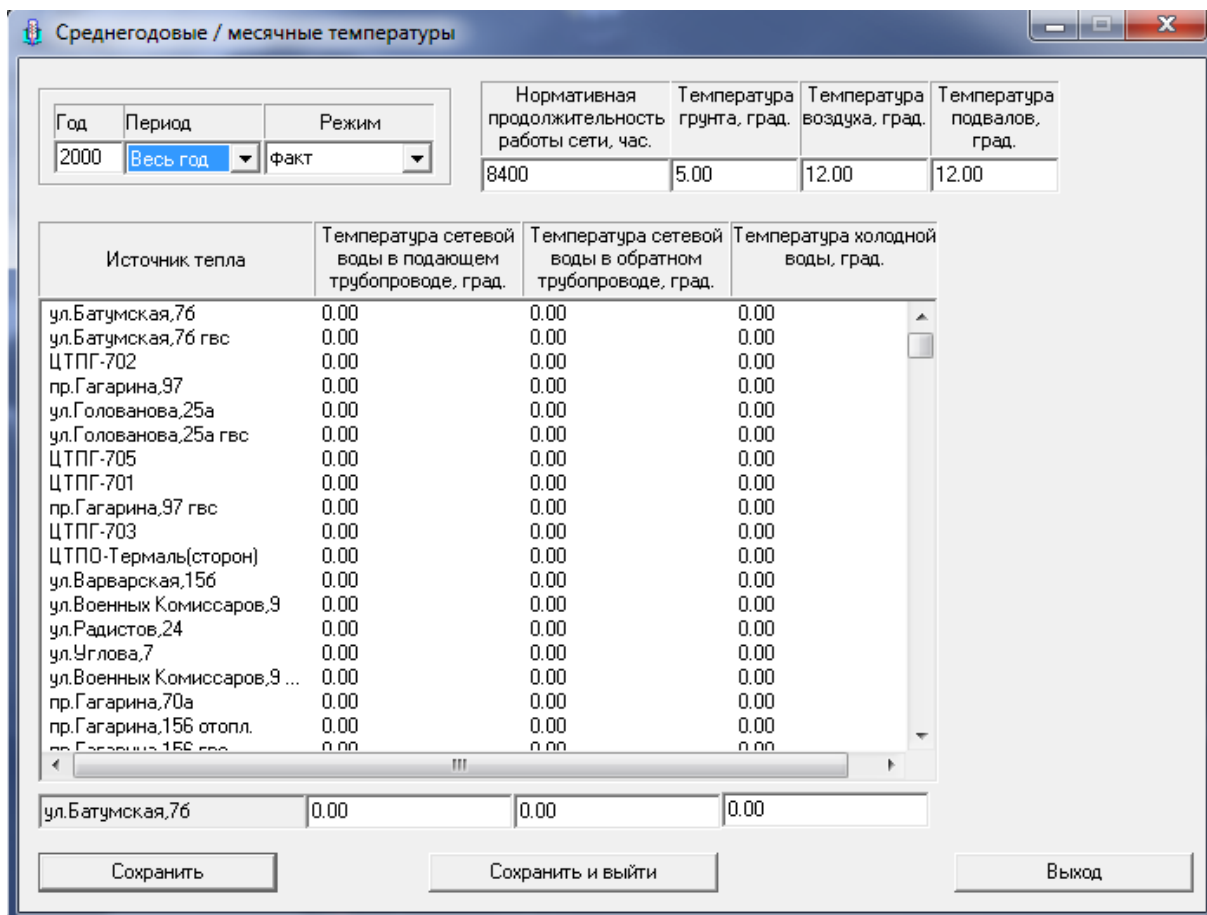 Среднегодовые / месячные температуры
Год Период Режим
2000 Весь год факт
Нормативная продолжительность работы сети, час.
Температура грунта, град.
Температура воздуха, град.
Температура подвалов, град.
8400 5.00 12.00 12.00
Источник тепла
Температура сетевой воды в подающем трубопроводе, град.
Температура сетевой воды в обратном трубопроводе, град.
Температура холодной воды, град.
ул.Батумская,7б 0.00 0.00 0.00
ул.Батумская,7б гвс 0.00 0.00 0.00
ЦТПГ-702 0.00 0.00 0.00
пр.Гагарина,97 0.00 0.00 0.00
ул.Голованова,25а 0.00 0.00 0.00
ул.Голованова,25а гвс 0.00 0.00 0.00
ЦТПГ-705 0.00 0.00 0.00
ЦТПГ-701 0.00 0.00 0.00
пр.Гагарина,97 гвс 0.00 0.00 0.00
ЦТПГ-703 0.00 0.00 0.00
ЦТПО-Термаль(сторон) 0.00 0.00 0.00
ул.Варварская,15б 0.00 0.00 0.00
ул.Военных Комиссаров,9 0.00 0.00 0.00
ул.Радистов,24 0.00 0.00 0.00
ул.Углова,7 0.00 0.00 0.00
ул.Военных Комиссаров,9 ... 0.00 0.00 0.00
пр.Гагарина,70а 0.00 0.00 0.00
пр.Гагарина,156 отопл. 0.00 0.00 0.00
пр.Гагарина,156 гвс 0.00 0.00 0.00
ул.Батумская,7б 0.00 0.00 0.00
Сохранить Сохранить и выйти Выход